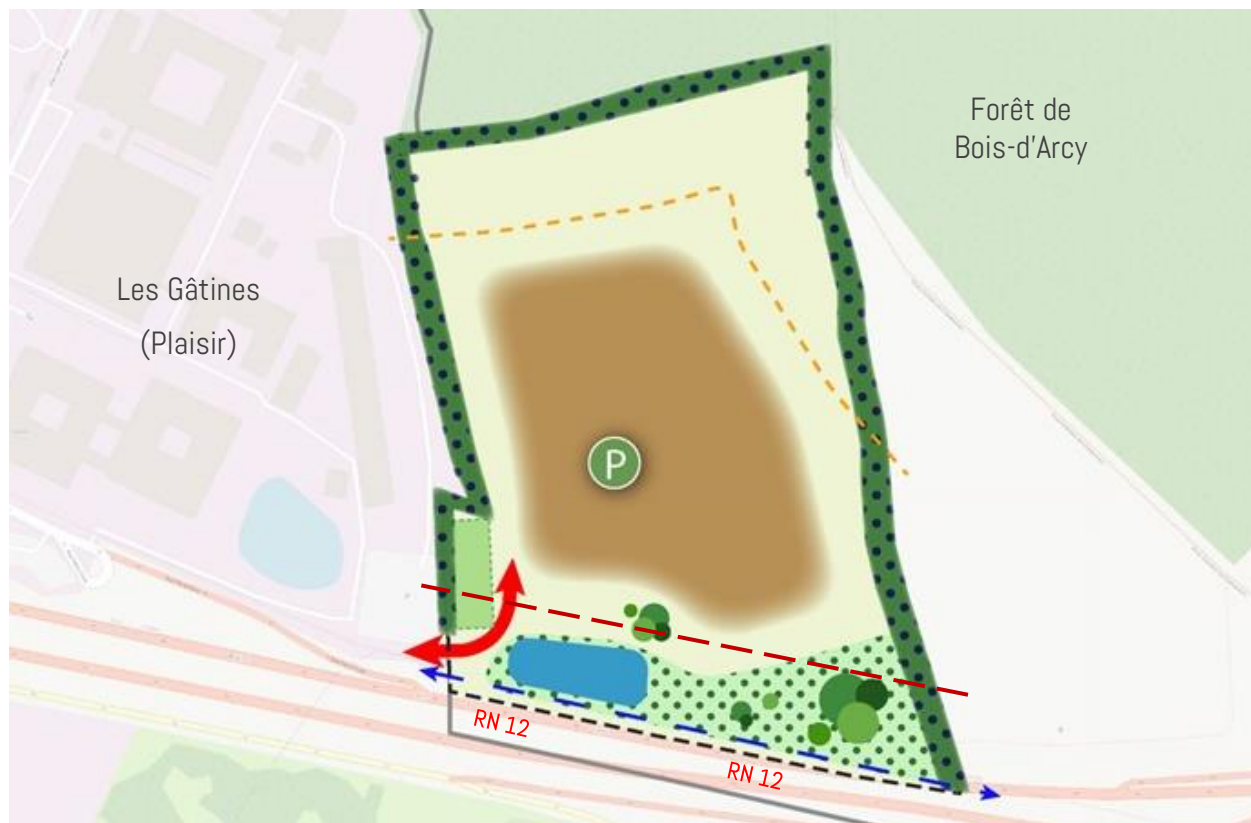 Forêt de
Bois-d'Arcy
Les Gâtines
(Plaisir)
P
RN 12
RN 12